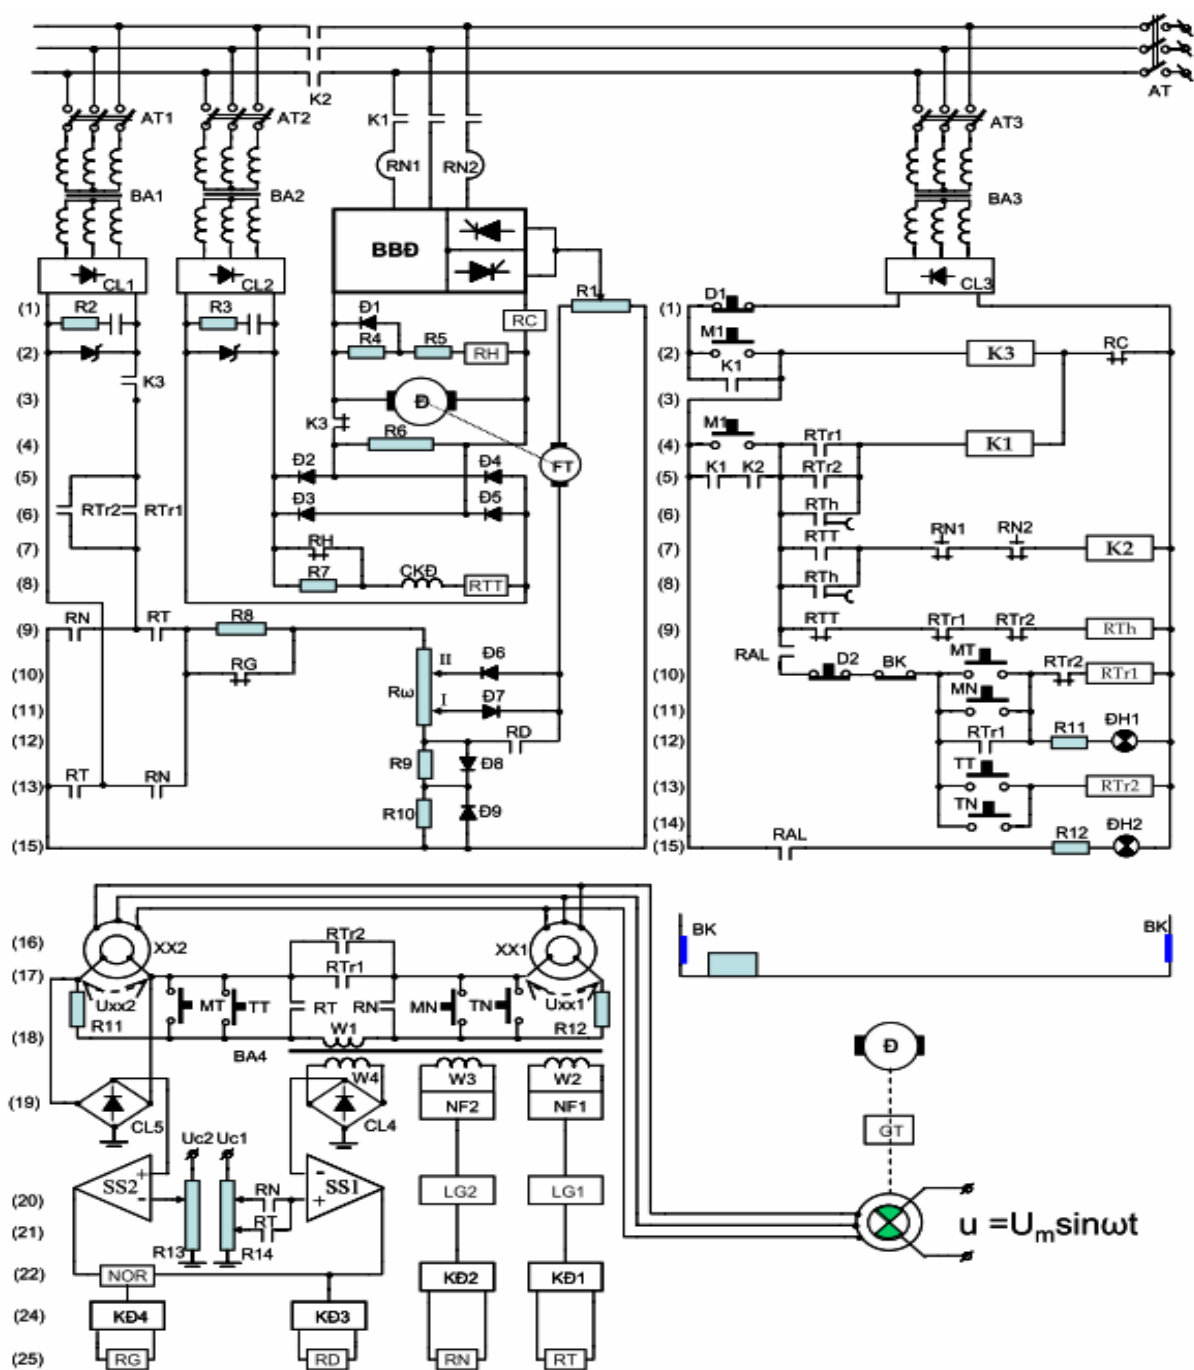 K2
AT
AT1
AT2
K1
AT3
RN1
RN2
BA1
BA2
BA3
BBĐ
CL1
CL2
CL3
(1) R2 R3 Đ1 RC R1 (1) D1
R4 R5 RH M1
(2) (2) K3 RC
K3 K1
(3) Đ (3)
K3 R6 M1 RTr1
(4) FT (4) K1
(5) Đ2 Đ4 (5) K1 K2 RTr2
(6) RTr2 RTr1 Đ3 Đ5 (6) RTh
(7) RH (7) RTT RN1 RN2 K2
(8) R7 CKĐ RTT (8) RTh
(9) RN RT R8 (9) RTT RTr1 RTr2 RTh
RAL
(10) RG II Đ6 (10) D2 BK MT RTr2 RTr1
(11) Rω I Đ7 (11) MN
(12) RD (12) RTr1 R11 ĐH1
(13) RT RN R9 Đ8 (13) TT RTr2
R10 Đ9 (14) TN
(15) (15) RAL R12 ĐH2
(16) XX2 RTr2 XX1 BK BK
(17) RTr1
Uxx2 MT TT RT RN MN TN Uxx1
(18) R11 W1 R12 Đ
BA4
W4 W3 W2
(19) CL5 CL4 NF2 NF1 GT
Uc2 Uc1
+ - - +
(20) SS2 RN SS1 LG2 LG1
(21) RT u =Uₘsinωt
R13 R14
(22) NOR KĐ2 KĐ1
(24) KĐ4 KĐ3
(25) RG RD RN RT